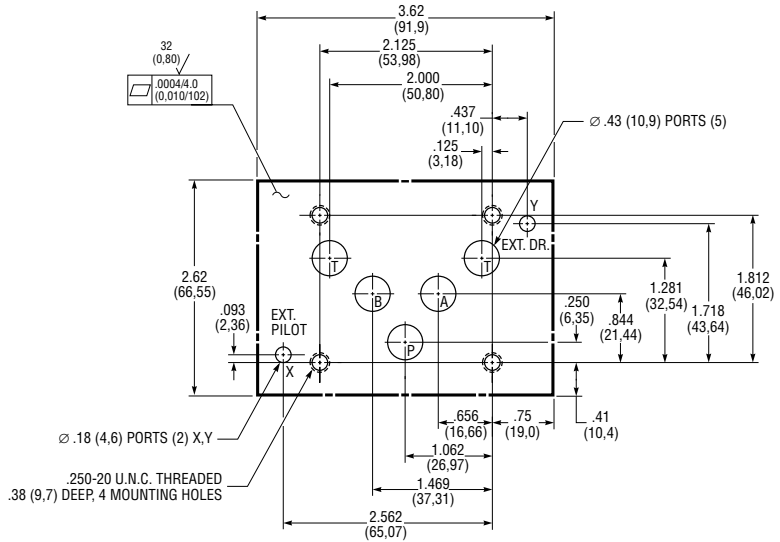 3.62
(91,9)
32
(0,80)
2.125
(53,98)
.0004/4.0
(0,010/102)
2.000
(50,80)
.437
(11,10)
∅ .43 (10,9) PORTS (5)
.125
(3,18)
Y
EXT. DR.
T
T
2.62
(66,55)
B
A
1.812
(46,02)
1.281
(32,54)
1.718
(43,64)
.093
(2,36)
EXT.
PILOT
.250
(6,35)
.844
(21,44)
P
X
.656
(16,66)
.75
(19,0)
.41
(10,4)
∅ .18 (4,6) PORTS (2) X,Y
1.062
(26,97)
.250-20 U.N.C. THREADED
.38 (9,7) DEEP, 4 MOUNTING HOLES
1.469
(37,31)
2.562
(65,07)